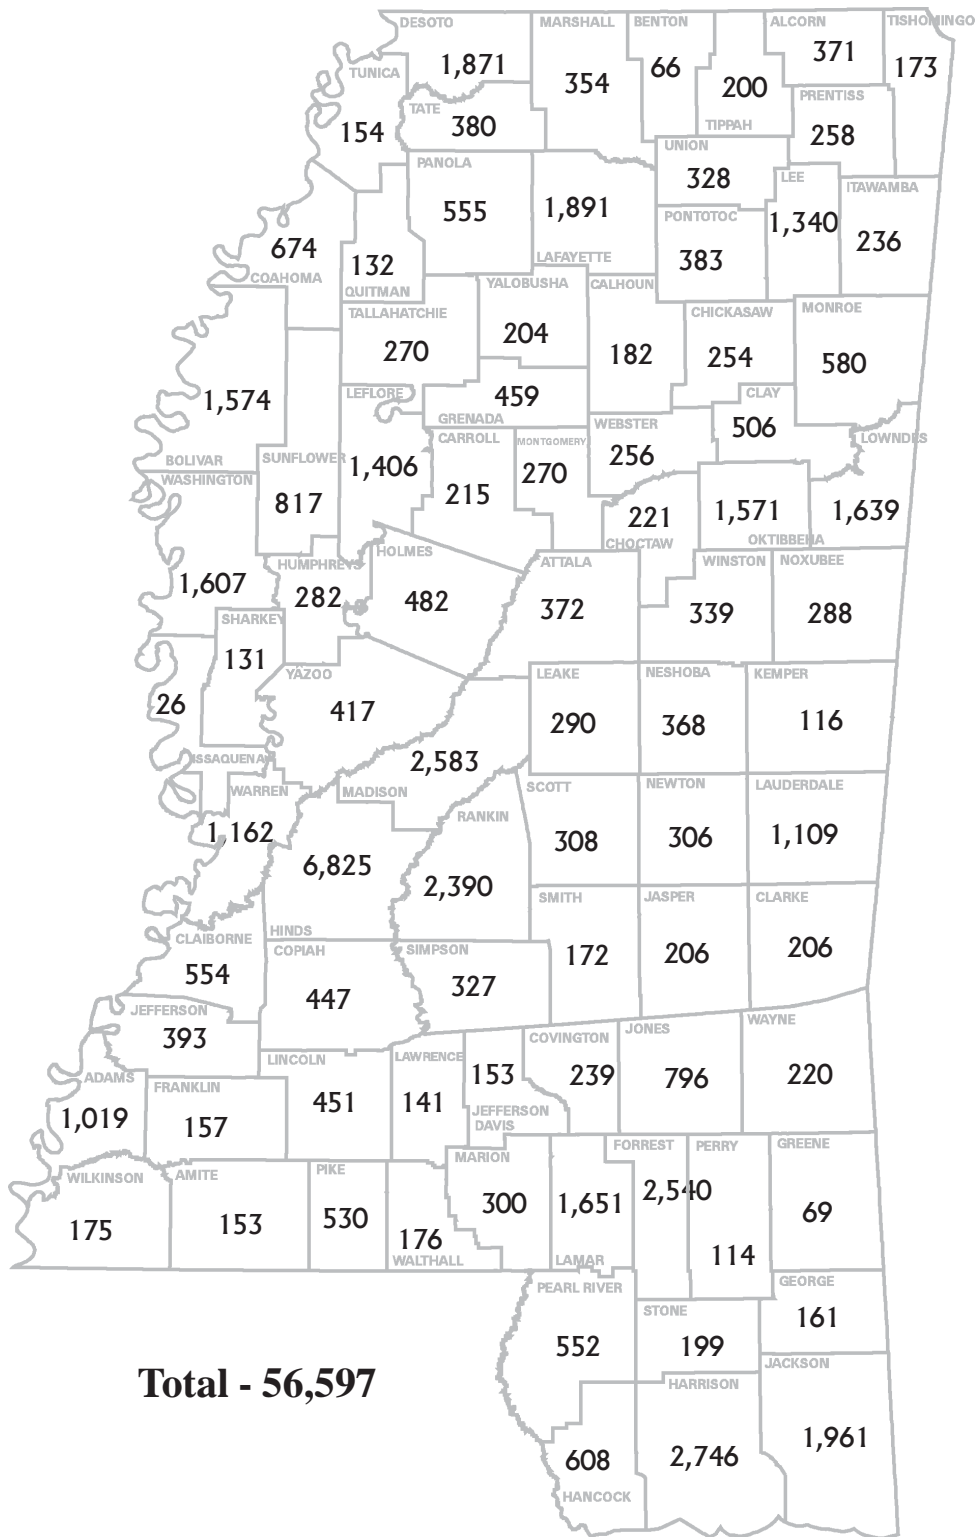 DESOTO
1,871
MARSHALL
354
BENTON
66
200
TIPPAH
ALCORN
371
TISHOMINGO
173
TUNICA
154
TATE
380
PRENTISS
258
UNION
328
PANOLA
555
1,891
LAFAYETTE
PONTOTOC
383
LEE
1,340
ITAWAMBA
236
674
COAHOMA
132
QUITMAN
YALOBUSHA
204
CALHOUN
182
TALLAHATCHIE
270
CHICKASAW
254
MONROE
580
1,574
BOLIVAR
LEFLORE
1,406
459
GRENADA
CLAY
506
WEBSTER
256
LOWNDES
1,639
CARROLL
215
MONTGOMERY
270
SUNFLOWER
817
WASHINGTON
1,607
221
CHOCTAW
1,571
OKTIBBEHA
HUMPHREYS
282
HOLMES
482
ATTALA
372
WINSTON
339
NOXUBEE
288
SHARKEY
131
26
ISSAQUENA
YAZOO
417
LEAKE
290
NESHOBA
368
KEMPER
116
2,583
MADISON
WARREN
1,162
6,825
HINDS
RANKIN
2,390
SCOTT
308
NEWTON
306
LAUDERDALE
1,109
SMITH
172
JASPER
206
CLARKE
206
CLAIBORNE
554
COPIAH
447
SIMPSON
327
JEFFERSON
393
LINCOLN
451
LAWRENCE
141
153
JEFFERSON
DAVIS
COVINGTON
239
JONES
796
WAYNE
220
ADAMS
1,019
FRANKLIN
157
WILKINSON
175
AMITE
153
PIKE
530
176
WALTHALL
MARION
300
1,651
LAMAR
FORREST
2,540
PERRY
114
GREENE
69
PEARL RIVER
552
STONE
199
GEORGE
161
JACKSON
1,961
HARRISON
2,746
608
HANCOCK
Total - 56,597